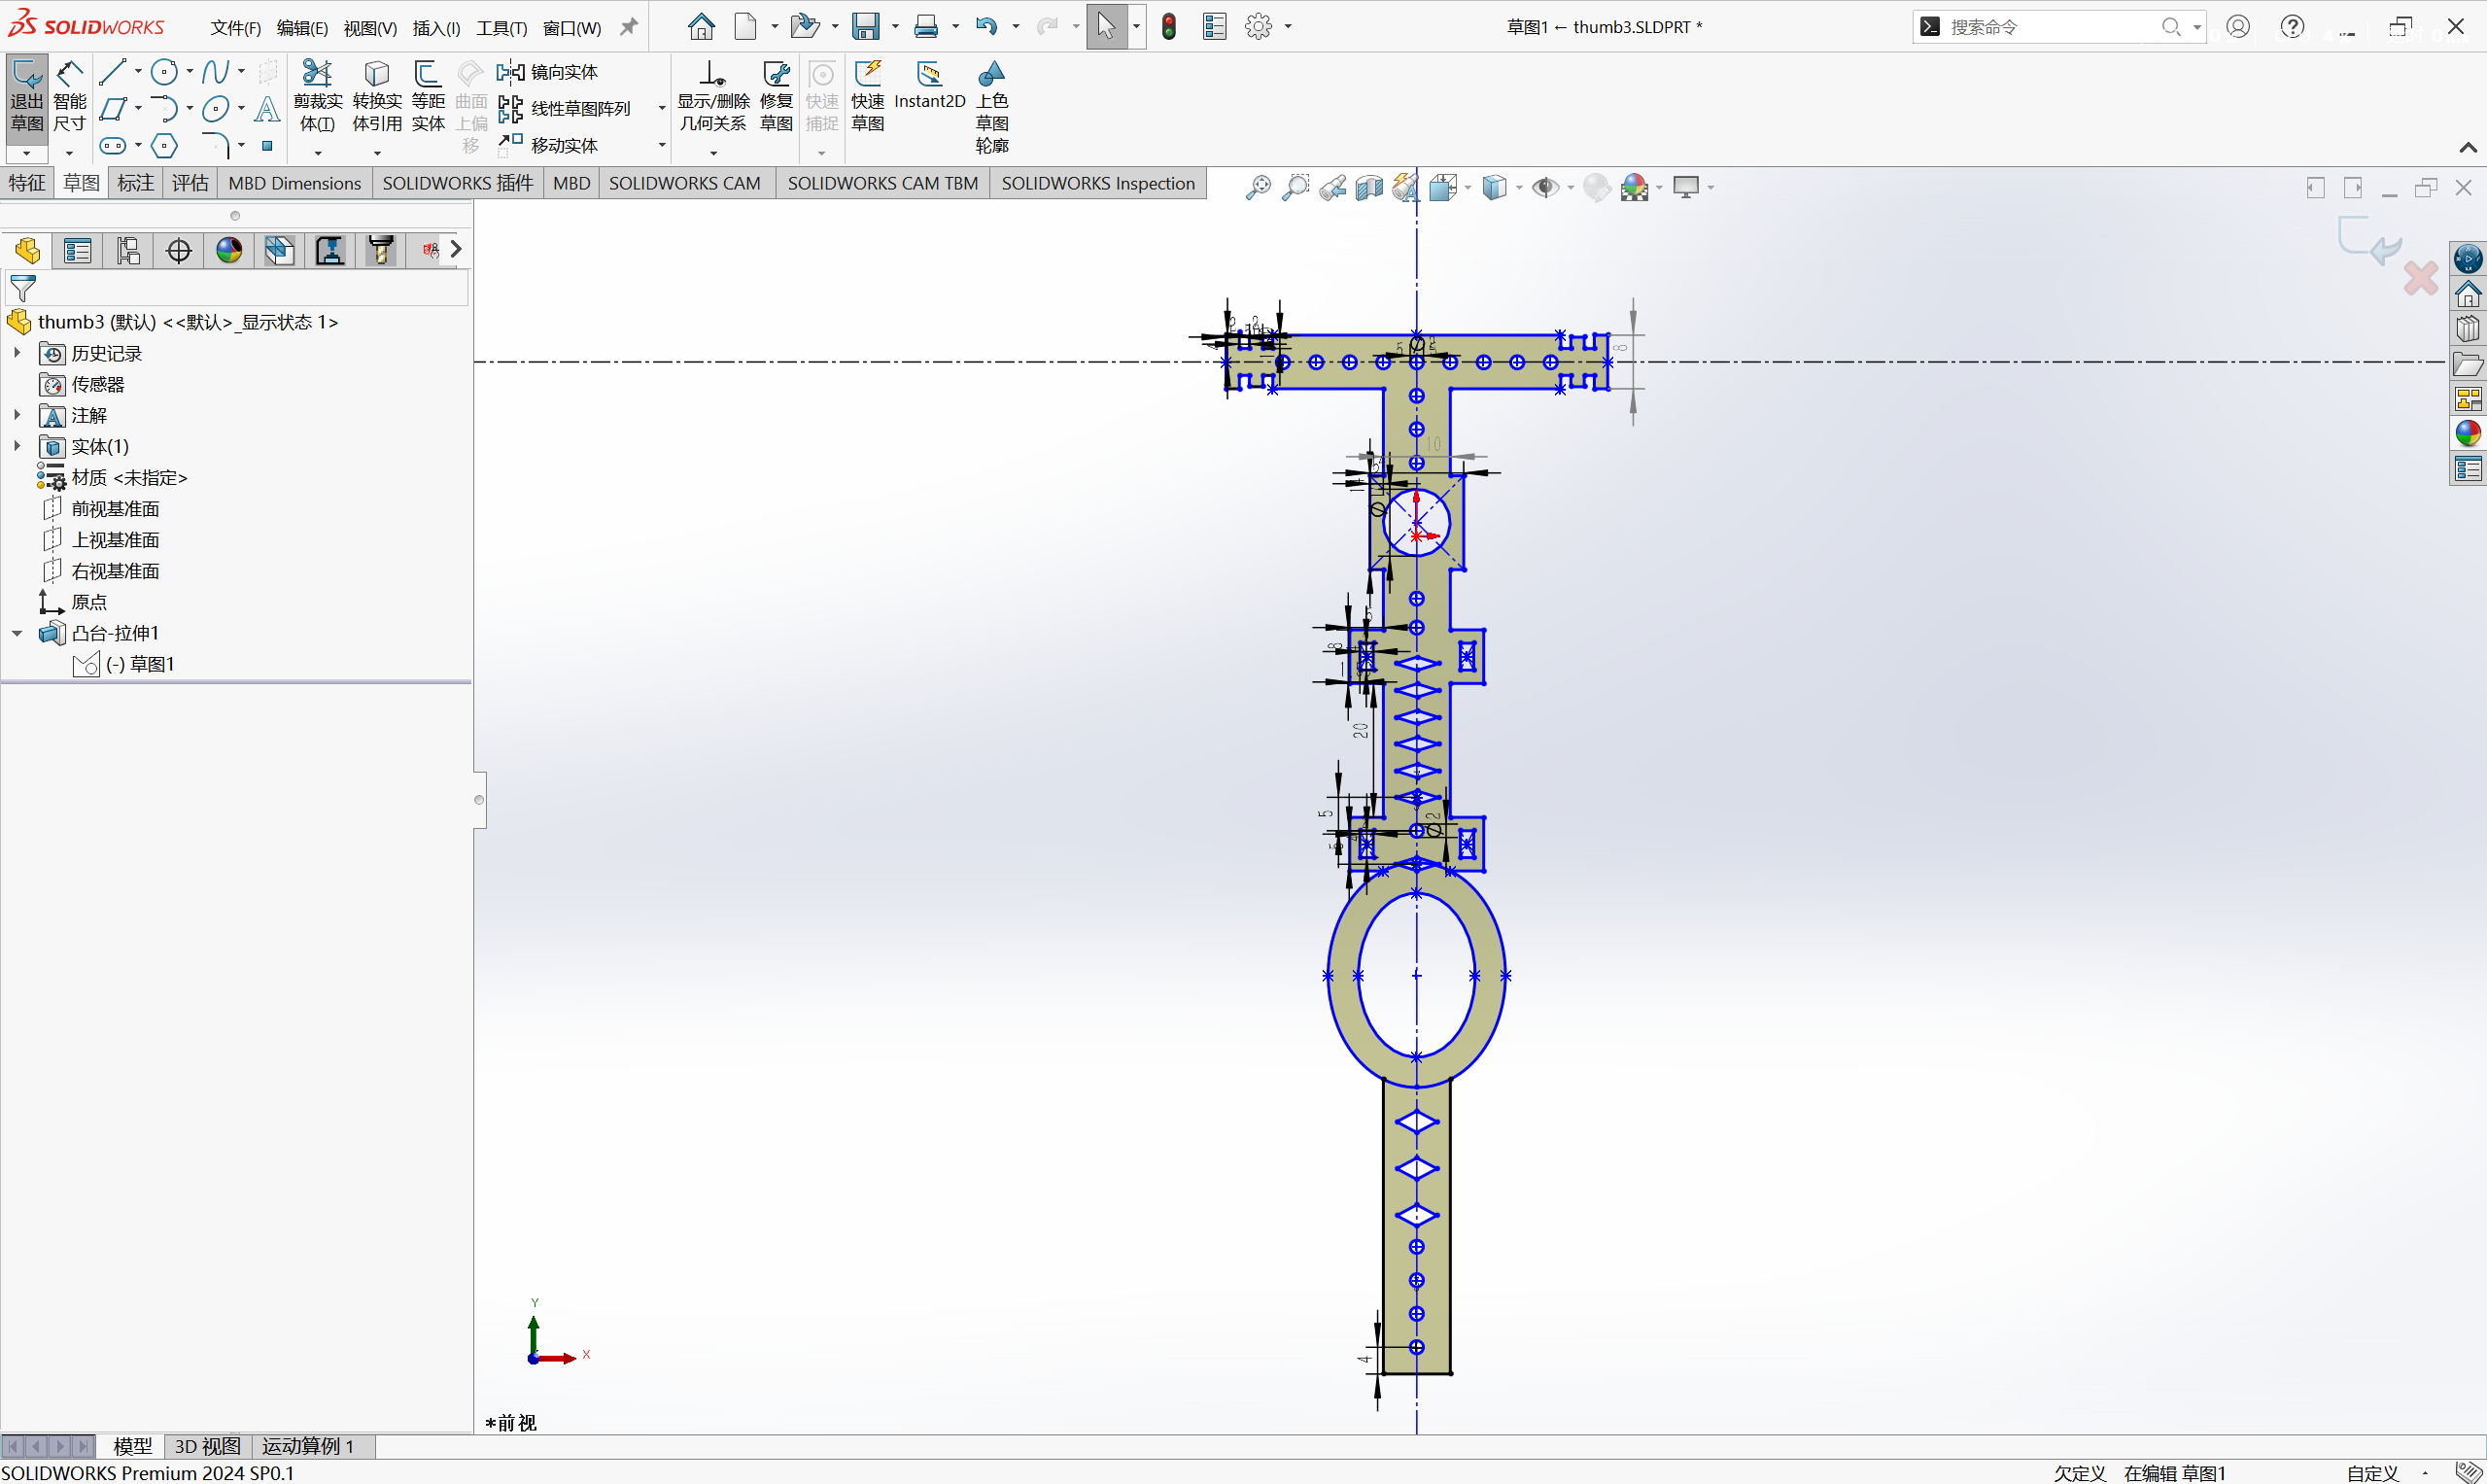 SOLIDWORKS 文件(F) 编辑(E) 视图(V) 插入(I) 工具(T) 窗口(W) 草图1 ← thumb3.SLDPRT * 搜索命令
退出草图
智能尺寸
剪裁实体(T)
转换实体引用
等距实体
曲面上偏移
镜向实体
线性草图阵列
移动实体
显示/删除几何关系
修复草图
快速捕捉
快速草图
Instant2D
上色草图轮廓
特征 草图 标注 评估 MBD Dimensions SOLIDWORKS 插件 MBD SOLIDWORKS CAM SOLIDWORKS CAM TBM SOLIDWORKS Inspection
thumb3 (默认) <<默认>_显示状态 1>
历史记录
传感器
注解
实体(1)
材质 <未指定>
前视基准面
上视基准面
右视基准面
原点
凸台-拉伸1
(-) 草图1
8
10
8
20
5
2
4
Y
X
*前视
模型 3D 视图 运动算例 1
SOLIDWORKS Premium 2024 SP0.1 欠定义 在编辑 草图1 自定义